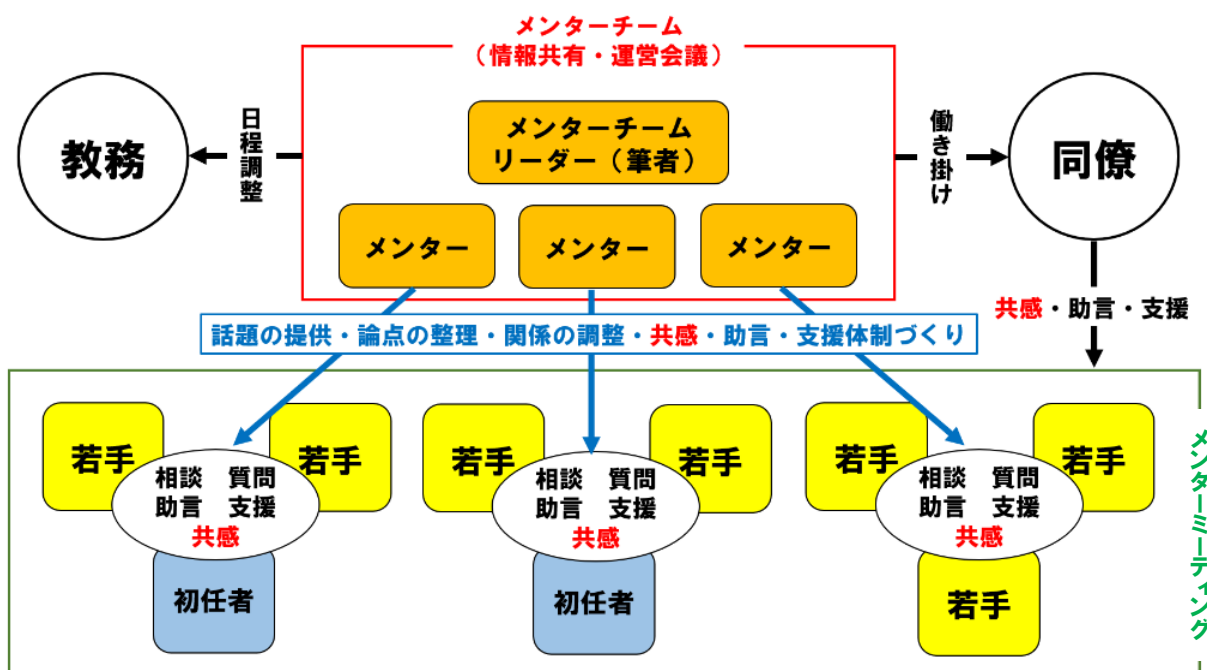 メンターチーム
（情報共有・運営会議）
教務
日程調整
メンターチーム
リーダー（筆者）
働き掛け
同僚
メンター
メンター
メンター
共感・助言・支援
話題の提供・論点の整理・関係の調整・共感・助言・支援体制づくり
メンターミーティング
若手
若手
相談　質問
助言　支援
共感
初任者
若手
若手
相談　質問
助言　支援
共感
初任者
若手
若手
相談　質問
助言　支援
共感
若手